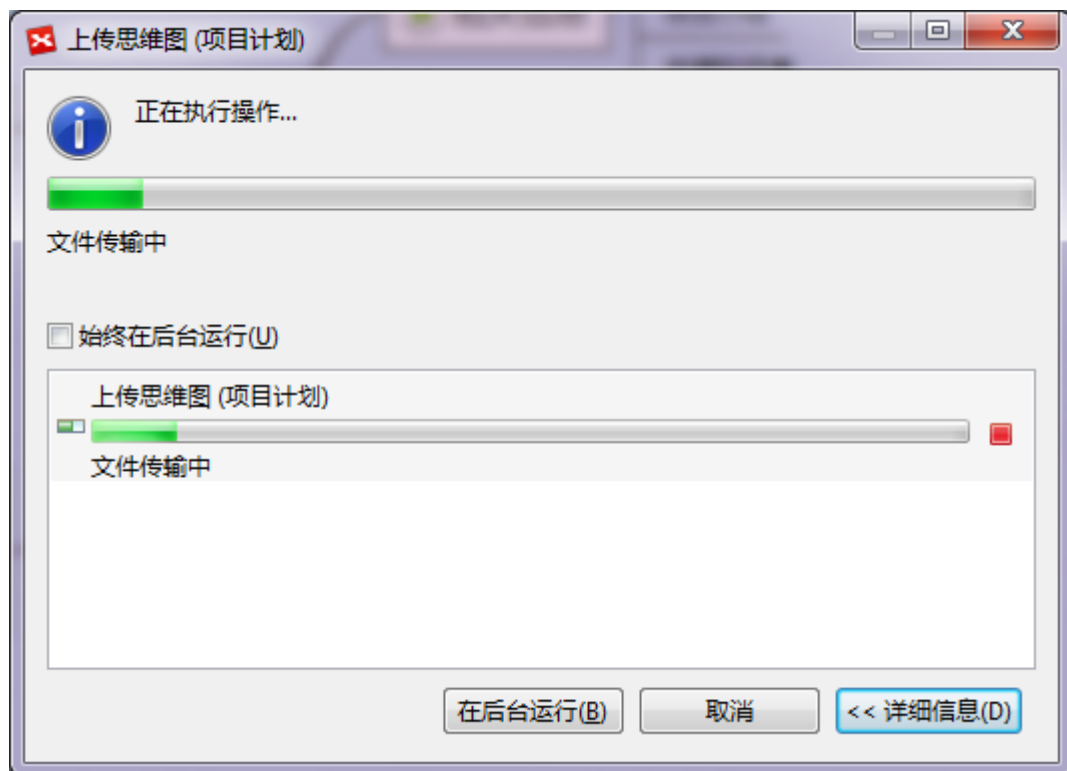 上传思维图 (项目计划)
正在执行操作...
文件传输中
始终在后台运行(U)
上传思维图 (项目计划)
文件传输中
在后台运行(B)
取消
<< 详细信息(D)